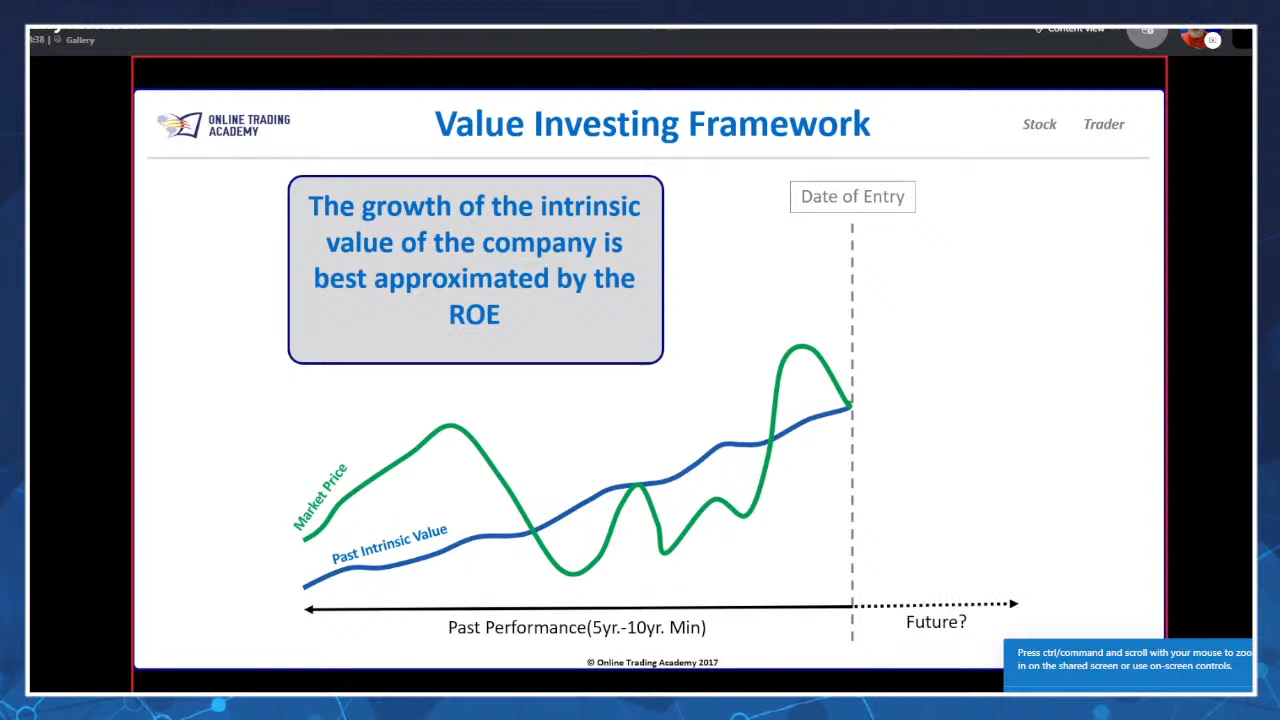 :38 |
Gallery
Content view
ONLINE TRADING
ACADEMY
Value Investing Framework
Stock Trader
The growth of the intrinsic
value of the company is
best approximated by the
ROE
Date of Entry
Market Price
Past Intrinsic Value
Past Performance(5yr.-10yr. Min)
Future?
© Online Trading Academy 2017
Press ctrl/command and scroll with your mouse to zoo
in on the shared screen or use on-screen controls.